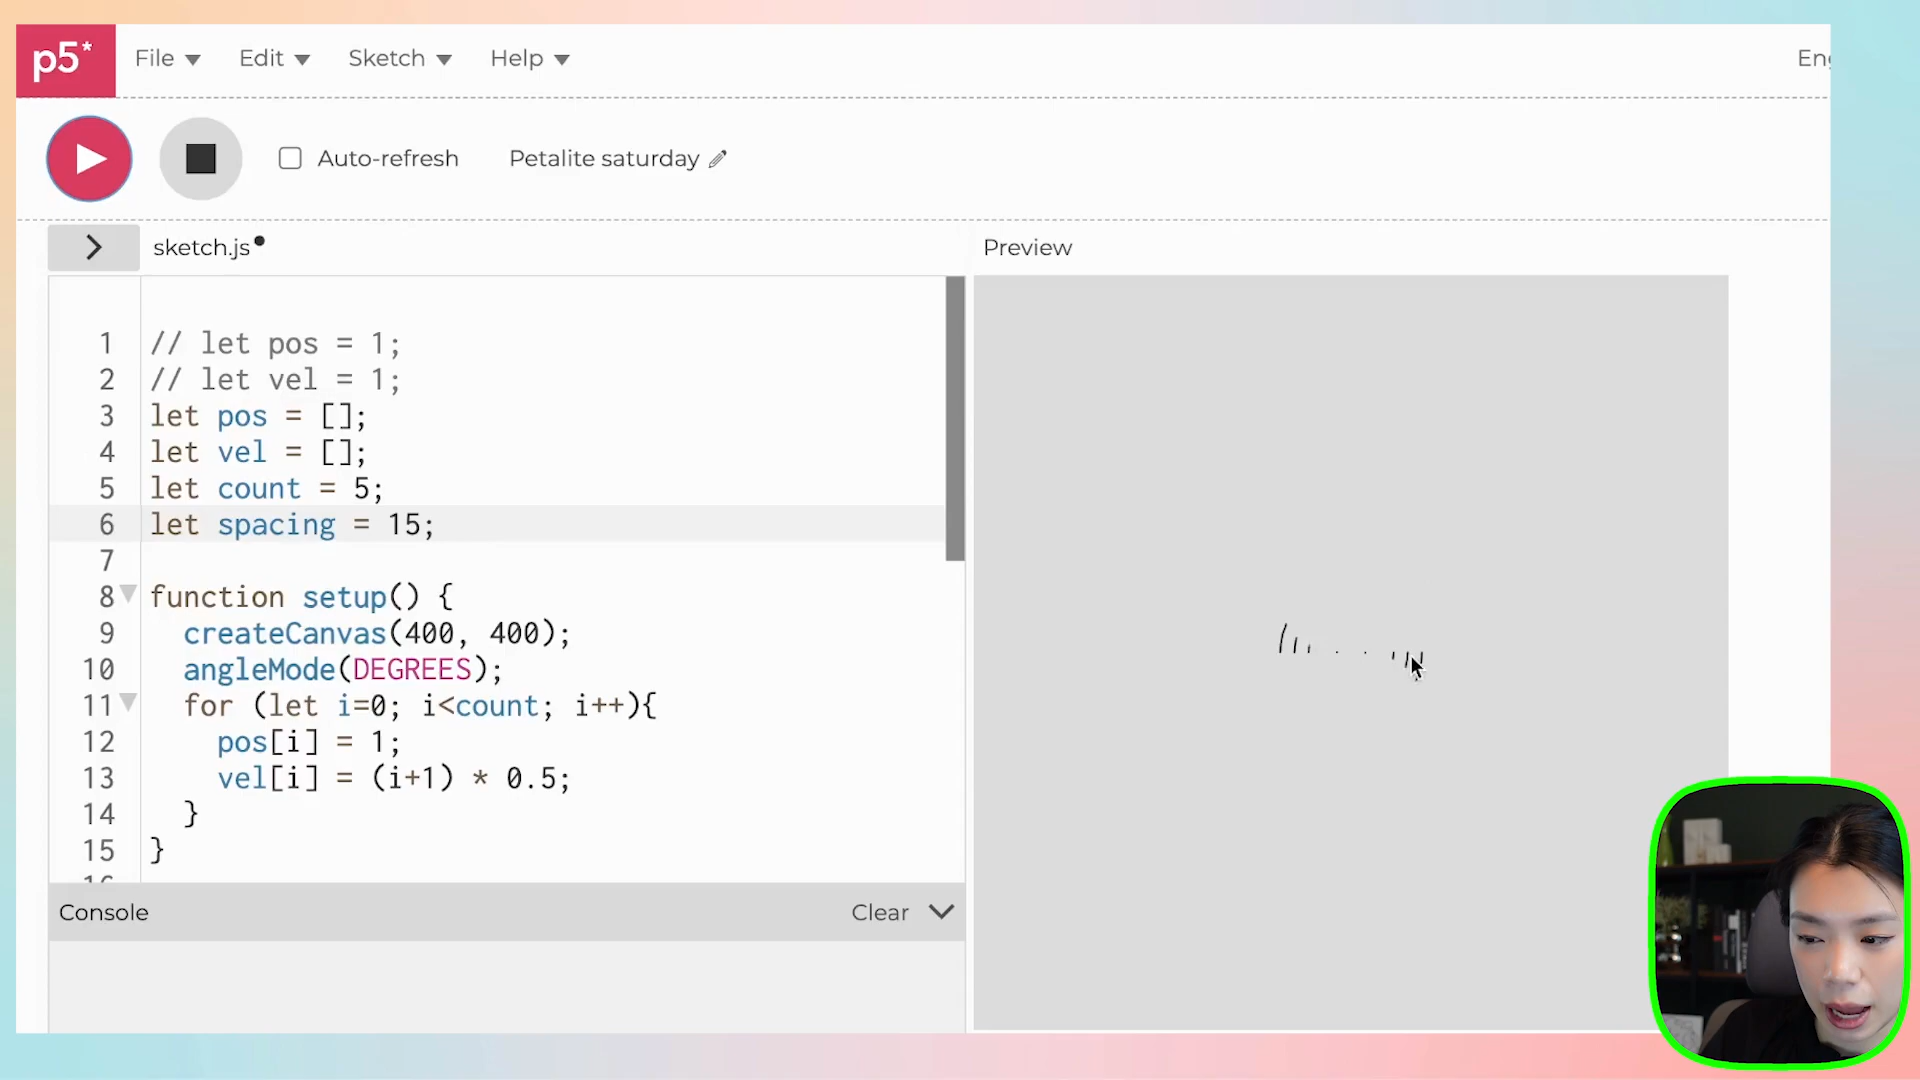 p5*
File
Edit
Sketch
Help
Eng
Auto-refresh
Petalite saturday
sketch.js
Preview
1 // let pos = 1;
2 // let vel = 1;
3 let pos = [];
4 let vel = [];
5 let count = 5;
6 let spacing = 15;
7
8 function setup() {
9 createCanvas(400, 400);
10 angleMode(DEGREES);
11 for (let i=0; i<count; i++){
12 pos[i] = 1;
13 vel[i] = (i+1) * 0.5;
14 }
15 }
Console
Clear